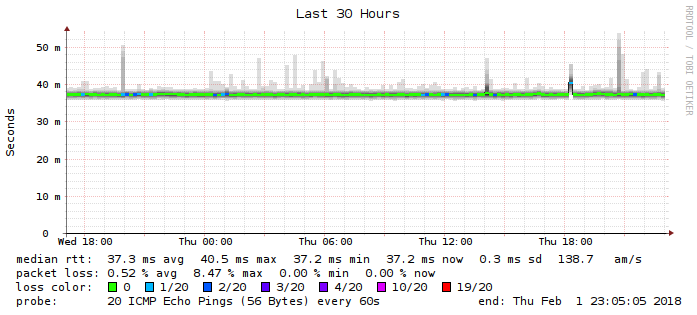 Last 30 Hours
RRDTOOL / TOBI OETIKER
Seconds
50 m
40 m
30 m
20 m
10 m
0
Wed 18:00 Thu 00:00 Thu 06:00 Thu 12:00 Thu 18:00
median rtt: 37.3 ms avg 40.5 ms max 37.2 ms min 37.2 ms now 0.3 ms sd 138.7 am/s
packet loss: 0.52 % avg 8.47 % max 0.00 % min 0.00 % now
loss color: 0 1/20 2/20 3/20 4/20 10/20 19/20
probe: 20 ICMP Echo Pings (56 Bytes) every 60s end: Thu Feb 1 23:05:05 2018